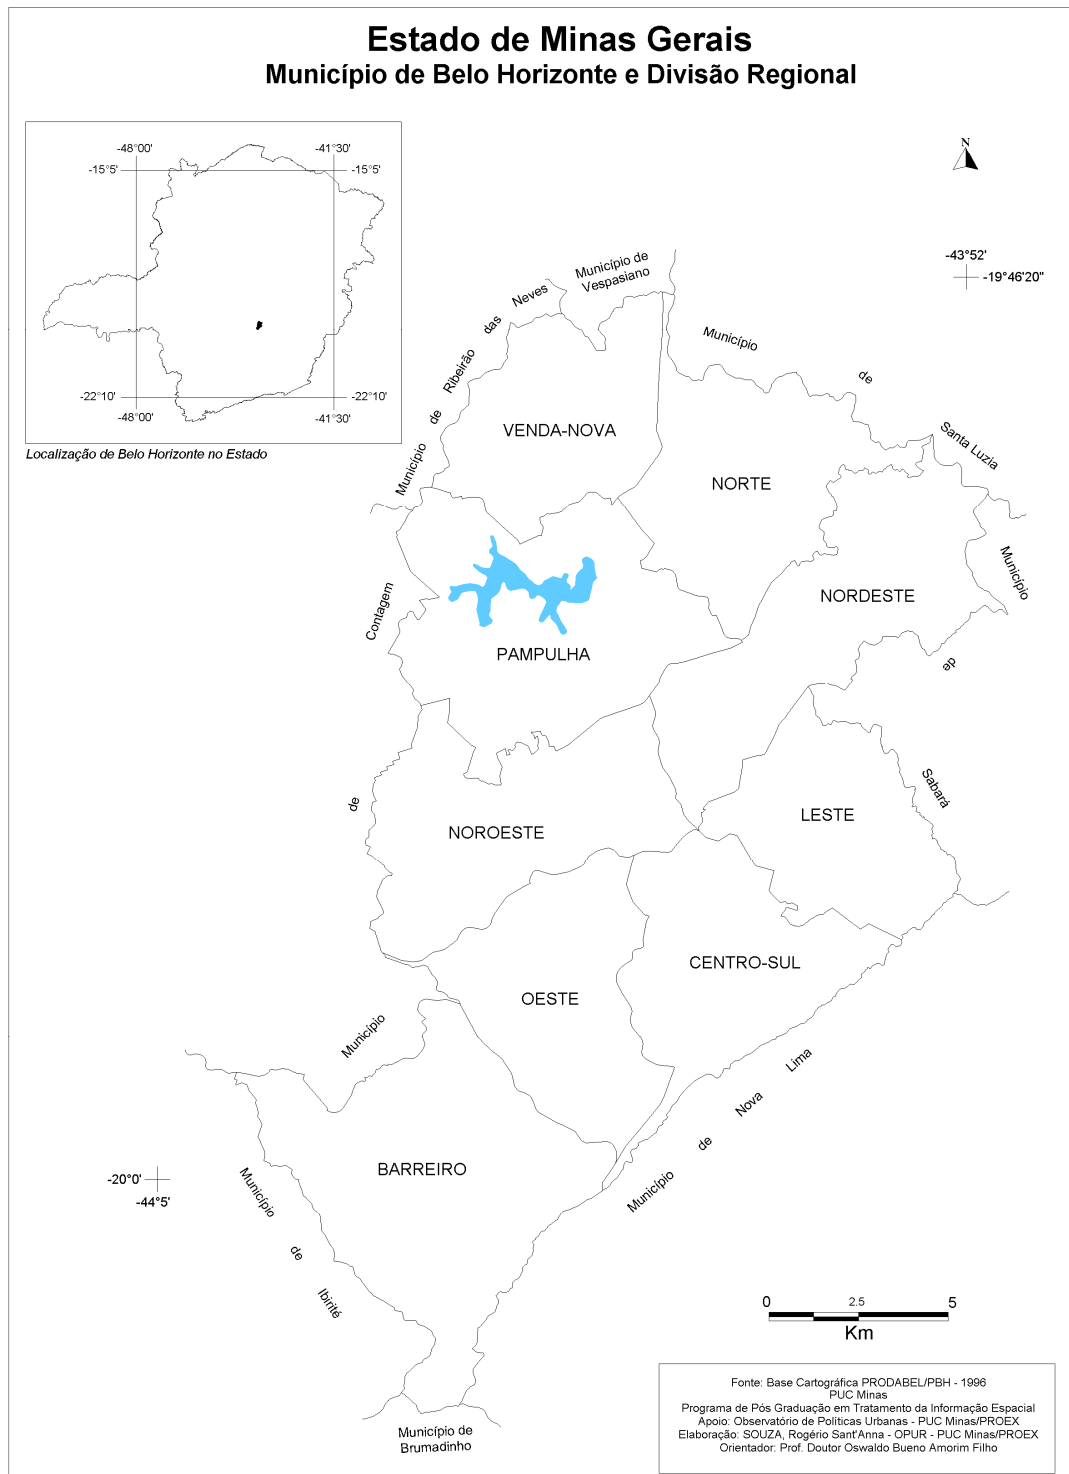 Estado de Minas Gerais
Município de Belo Horizonte e Divisão Regional
-48°00'
-41°30'
-15°5'
-15°5'
-22°10'
-22°10'
-48°00'
-41°30'
Localização de Belo Horizonte no Estado
N
-43°52'
-19°46'20"
Município de
Vespasiano
Município de Ribeirão das Neves
Município de Santa Luzia
VENDA-NOVA
NORTE
NORDESTE
Município de Sabará
PAMPULHA
Município de Contagem
NOROESTE
LESTE
CENTRO-SUL
OESTE
Município de Nova Lima
BARREIRO
-20°0'
-44°5'
Município de Ibirité
Município de
Brumadinho
0 2.5 5
Km
Fonte: Base Cartográfica PRODABEL/PBH - 1996
PUC Minas
Programa de Pós Graduação em Tratamento da Informação Espacial
Apoio: Observatório de Politicas Urbanas - PUC Minas/PROEX
Elaboração: SOUZA, Rogério Sant'Anna - OPUR - PUC Minas/PROEX
Orientador: Prof. Doutor Oswaldo Bueno Amorim Filho